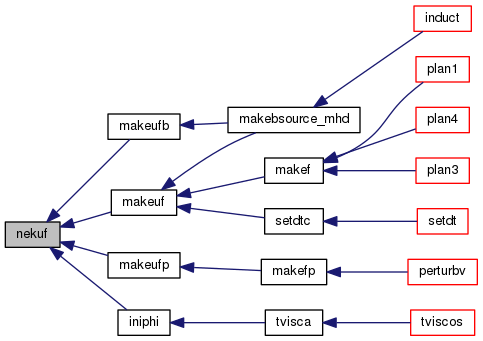 induct
plan1
makebsource_mhd
makeufb
plan4
makef
plan3
makeuf
setdtc
setdt
nekuf
makeufp
makefp
perturbv
iniphi
tvisca
tviscos